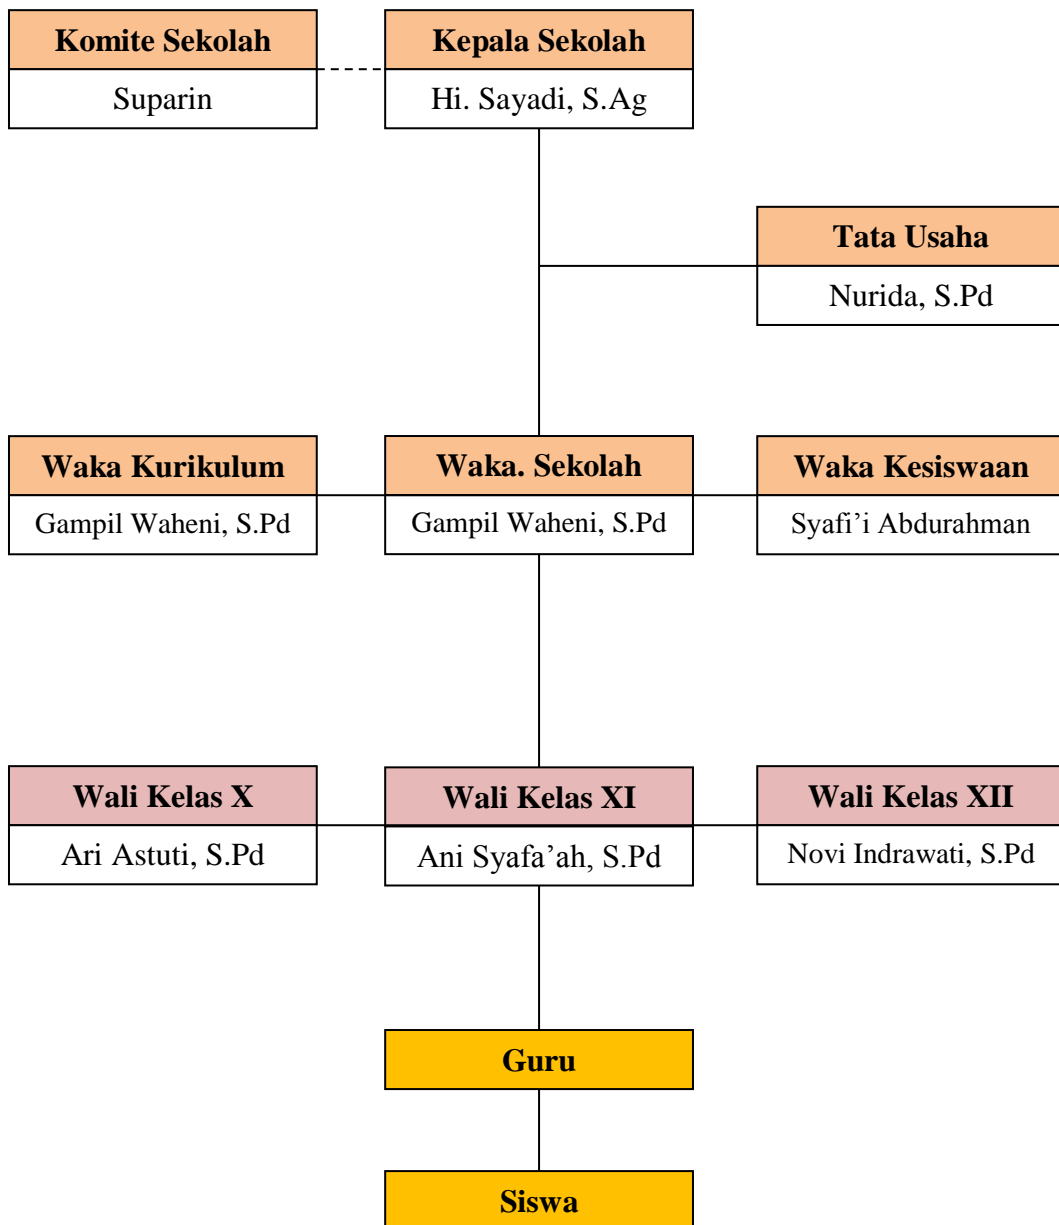 Komite Sekolah
Suparin
Kepala Sekolah
Hi. Sayadi, S.Ag
Tata Usaha
Nurida, S.Pd
Waka Kurikulum
Gampil Waheni, S.Pd
Waka. Sekolah
Gampil Waheni, S.Pd
Waka Kesiswaan
Syafi’i Abdurahman
Wali Kelas X
Ari Astuti, S.Pd
Wali Kelas XI
Ani Syafa’ah, S.Pd
Wali Kelas XII
Novi Indrawati, S.Pd
Guru
Siswa